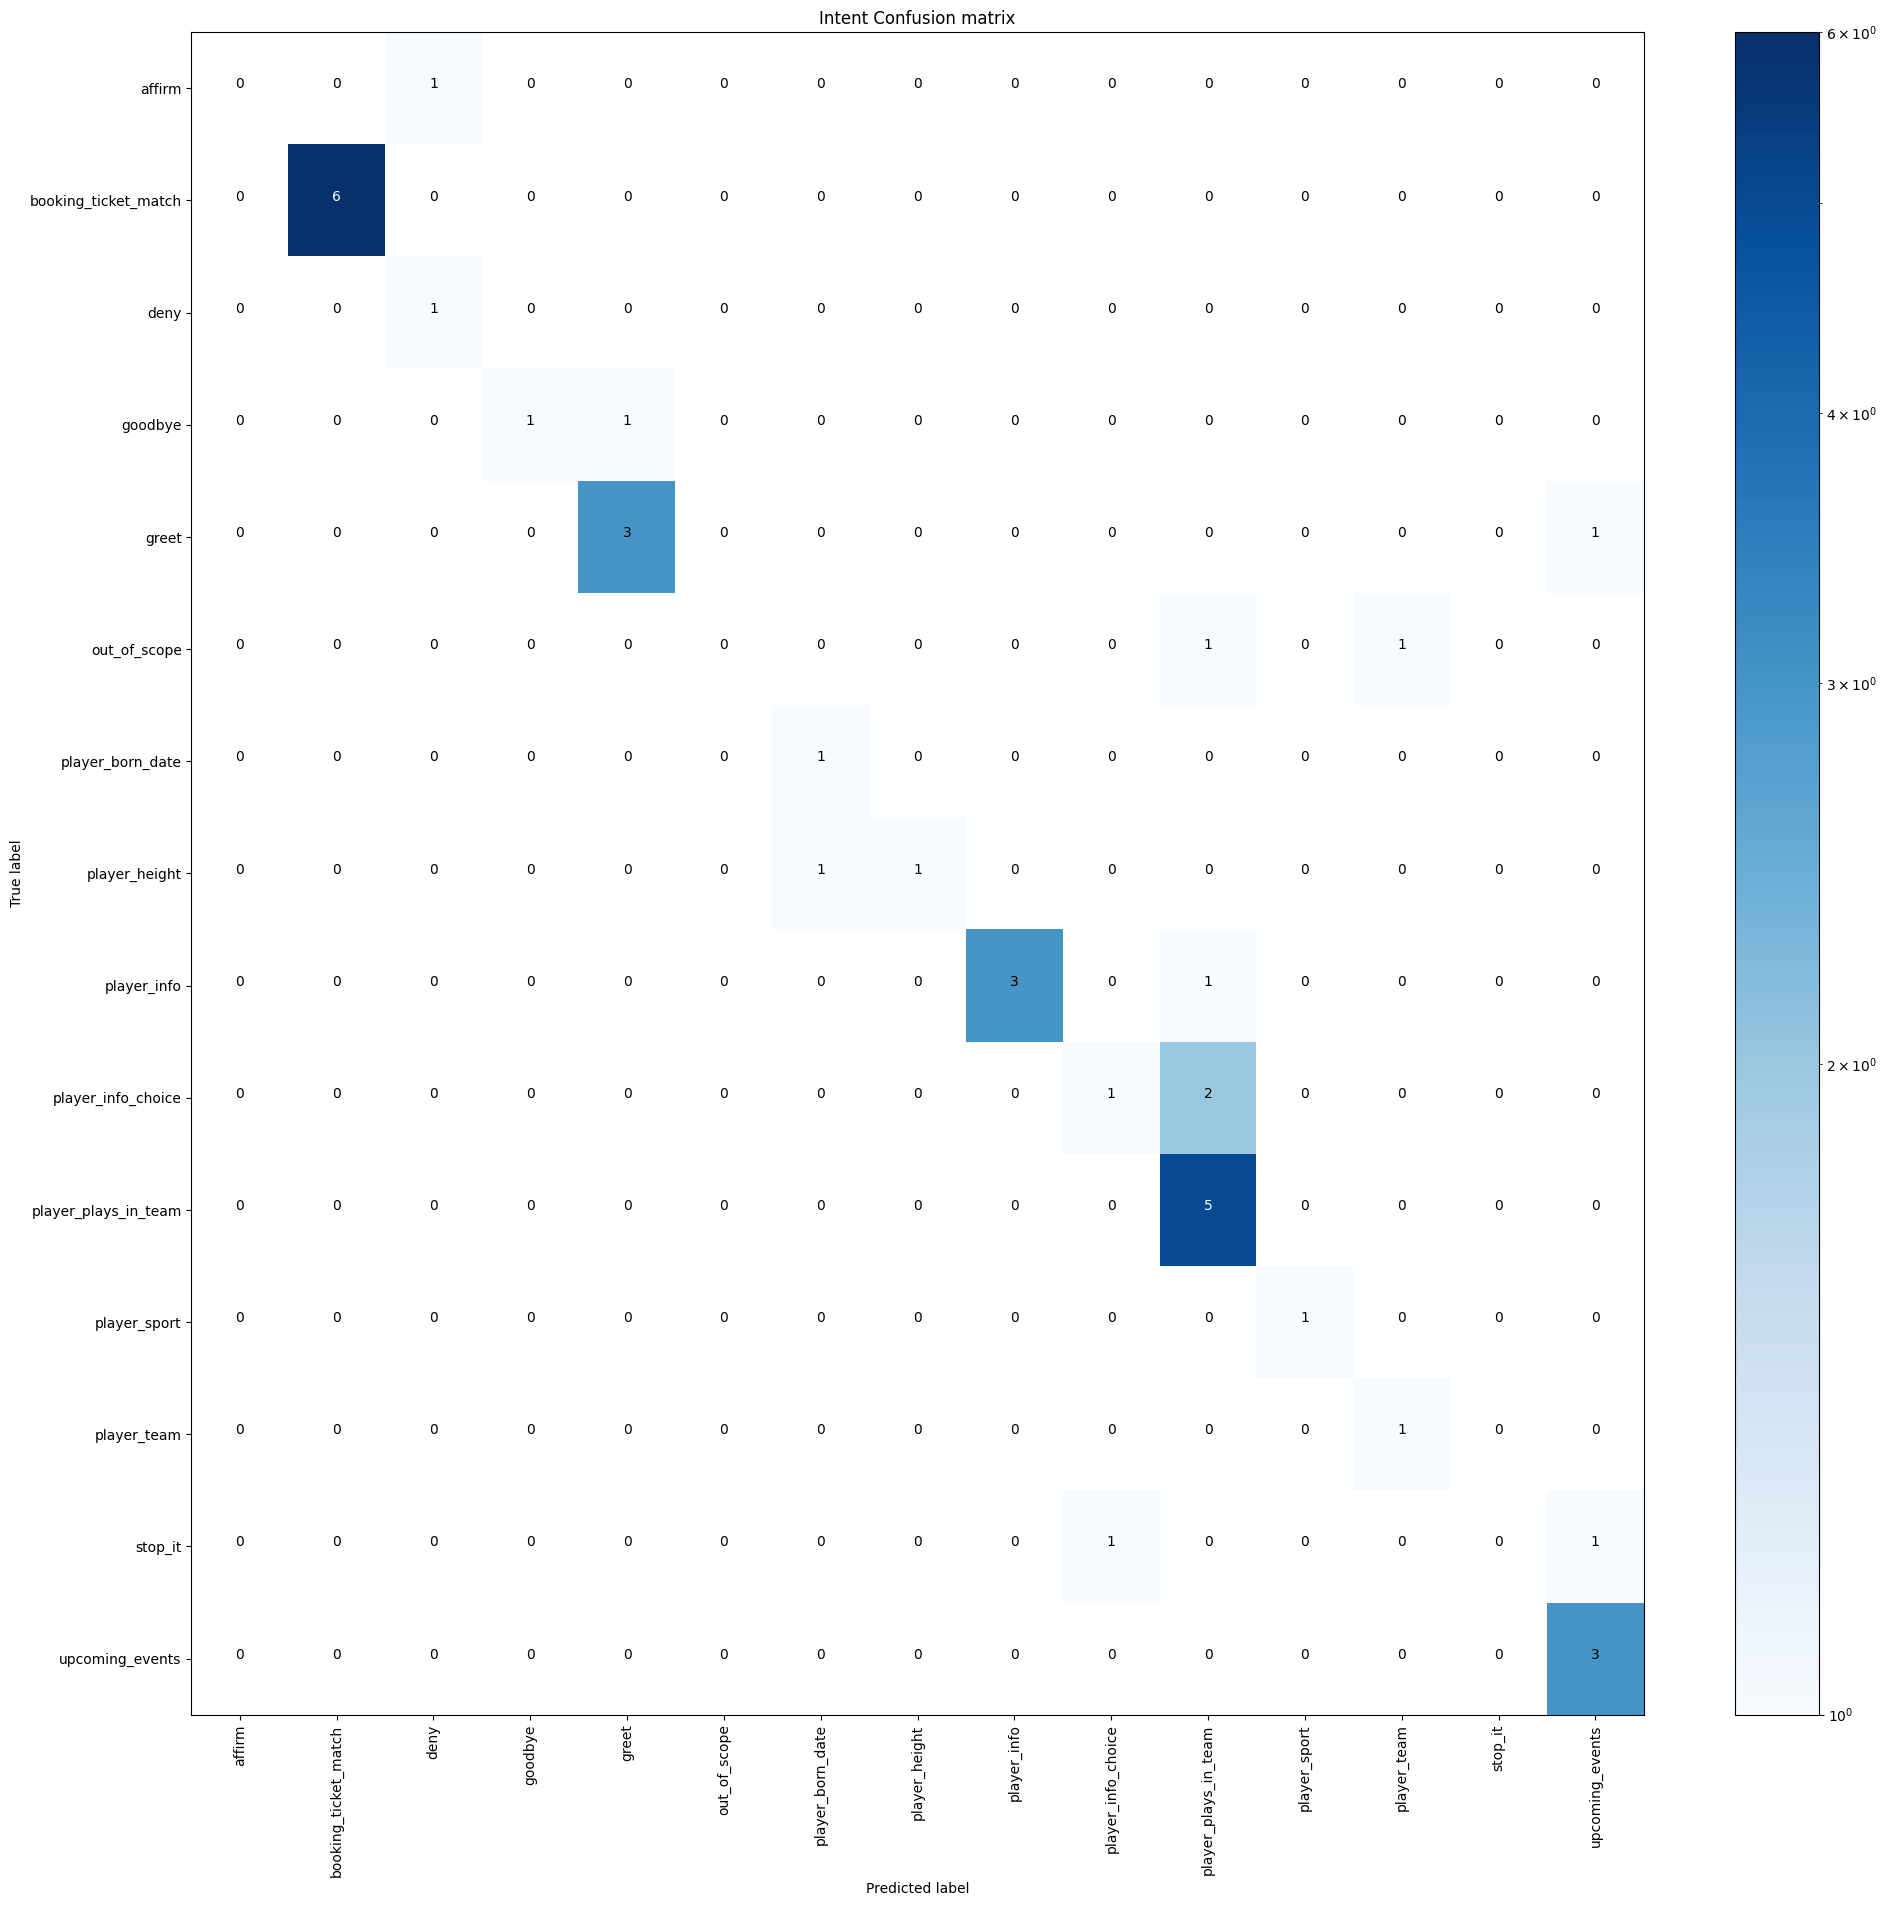 Intent Confusion matrix
affirm 0 0 1 0 0 0 0 0 0 0 0 0 0 0 0
booking_ticket_match 0 6 0 0 0 0 0 0 0 0 0 0 0 0 0
deny 0 0 1 0 0 0 0 0 0 0 0 0 0 0 0
goodbye 0 0 0 1 1 0 0 0 0 0 0 0 0 0 0
greet 0 0 0 0 3 0 0 0 0 0 0 0 0 0 1
out_of_scope 0 0 0 0 0 0 0 0 0 0 1 0 1 0 0
player_born_date 0 0 0 0 0 0 1 0 0 0 0 0 0 0 0
player_height 0 0 0 0 0 0 1 1 0 0 0 0 0 0 0
player_info 0 0 0 0 0 0 0 0 3 0 1 0 0 0 0
player_info_choice 0 0 0 0 0 0 0 0 0 1 2 0 0 0 0
player_plays_in_team 0 0 0 0 0 0 0 0 0 0 5 0 0 0 0
player_sport 0 0 0 0 0 0 0 0 0 0 0 1 0 0 0
player_team 0 0 0 0 0 0 0 0 0 0 0 0 1 0 0
stop_it 0 0 0 0 0 0 0 0 0 1 0 0 0 0 1
upcoming_events 0 0 0 0 0 0 0 0 0 0 0 0 0 0 3
True label
affirm
booking_ticket_match
deny
goodbye
greet
out_of_scope
player_born_date
player_height
player_info
player_info_choice
player_plays_in_team
player_sport
player_team
stop_it
upcoming_events
Predicted label
6 × 10⁰
4 × 10⁰
3 × 10⁰
2 × 10⁰
10⁰